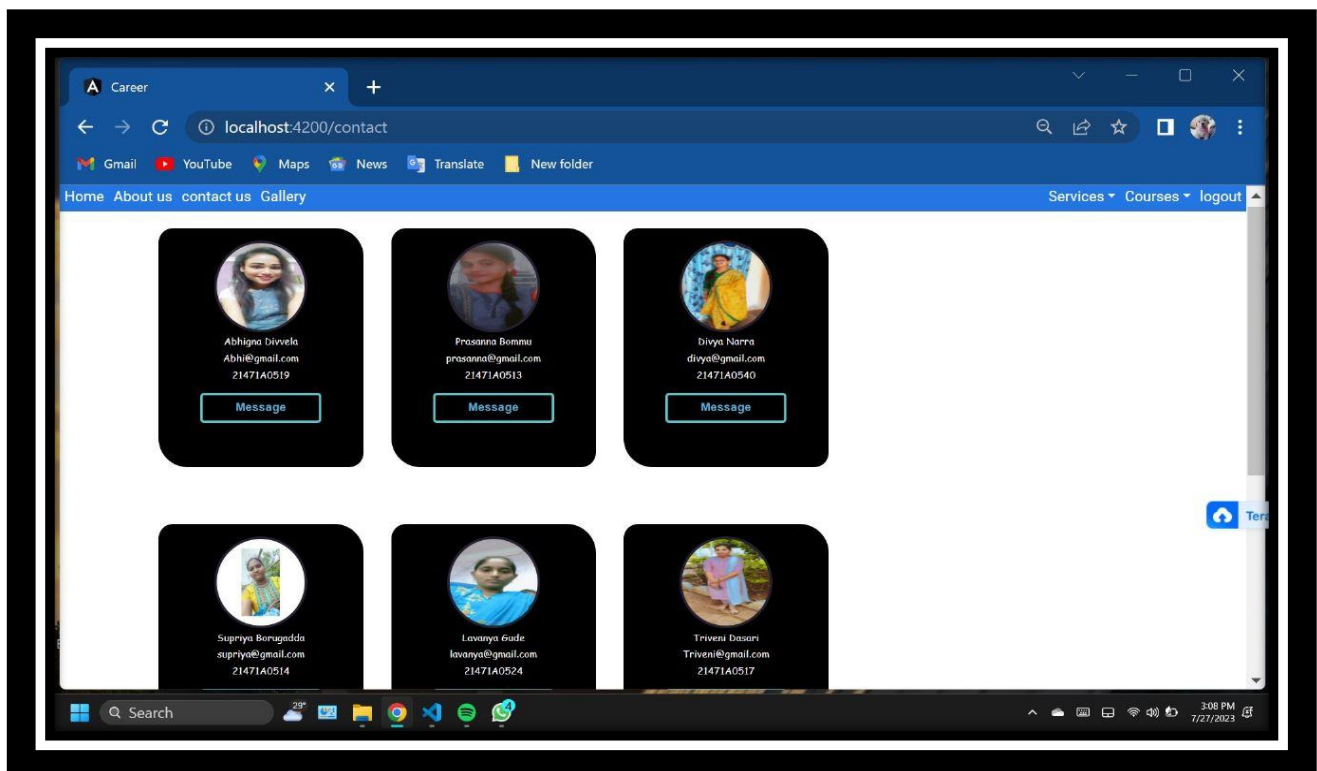 Career
localhost:4200/contact
Gmail YouTube Maps News Translate New folder
Home About us contact us Gallery Services Courses logout
Abhigna Divvela Prasanna Bommu Divya Narra
Abhi@gmail.com prasanna@gmail.com divya@gmail.com
21471A0519 21471A0513 21471A0540
Message Message Message
Tera
Supriya Borugadda Lavanya Gude Triveni Dasari
supriya@gmail.com lavanya@gmail.com Triveni@gmail.com
21471A0514 21471A0524 21471A0517
Search 29° 4 3:08 PM
7/27/2023